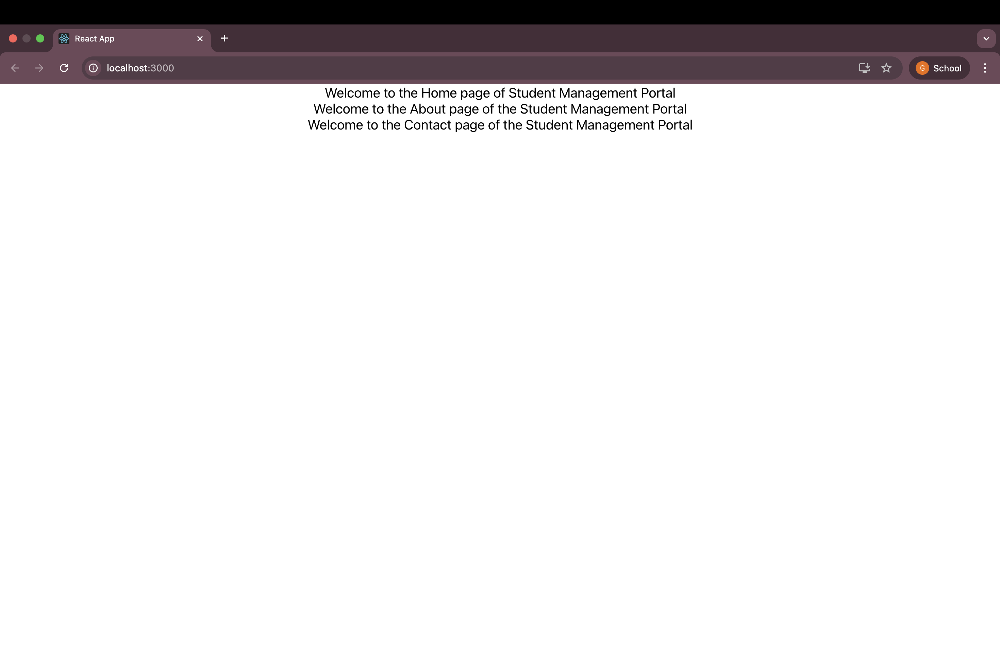 React App
localhost:3000
G School
Welcome to the Home page of Student Management Portal
Welcome to the About page of the Student Management Portal
Welcome to the Contact page of the Student Management Portal